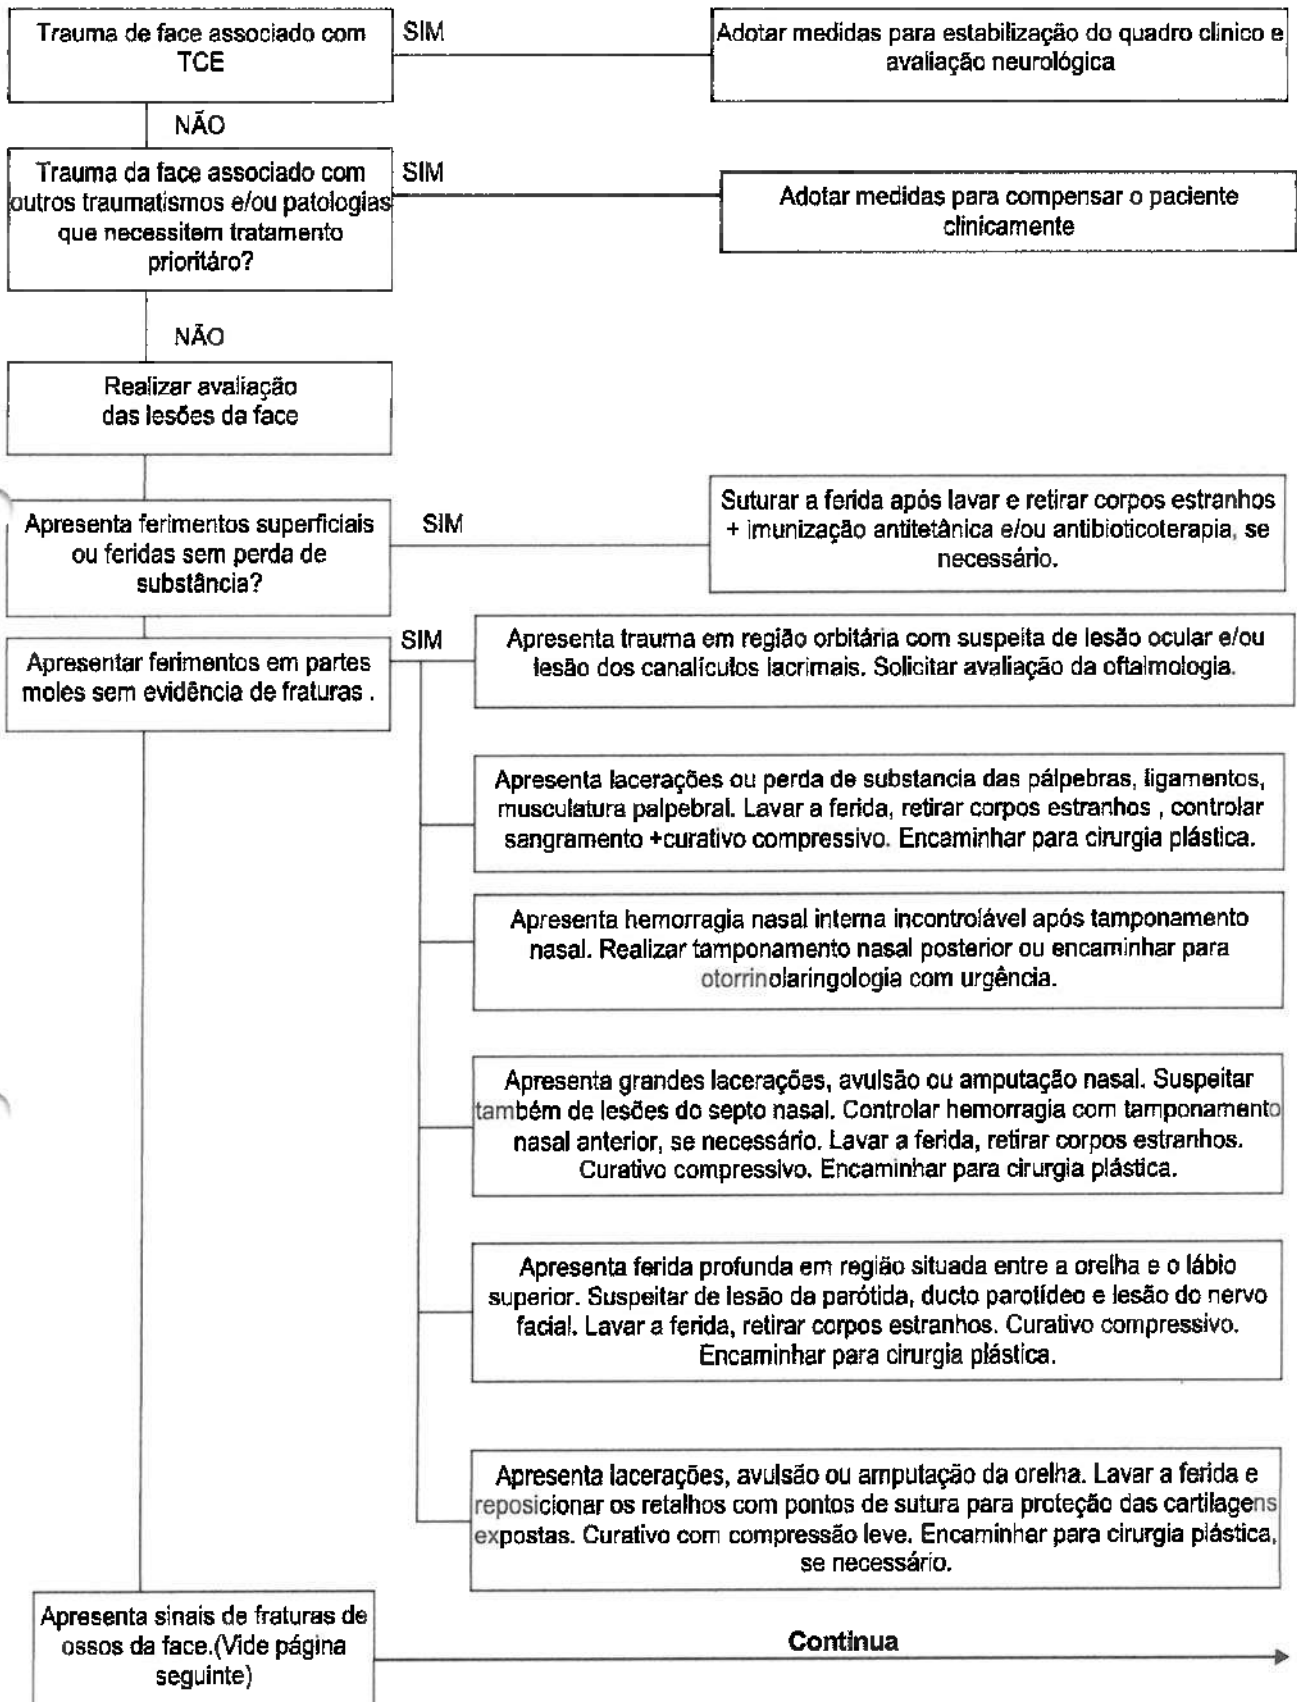 Trauma de face associado com
TCE
SIM
Adotar medidas para estabilização do quadro clinico e
avaliação neurológica
NÃO
Trauma da face associado com
outros traumatismos e/ou patologias
que necessitem tratamento
prioritáro?
SIM
Adotar medidas para compensar o paciente
clinicamente
NÃO
Realizar avaliação
das lesões da face
Apresenta ferimentos superficiais
ou feridas sem perda de
substância?
SIM
Suturar a ferida após lavar e retirar corpos estranhos
+ imunização antitetânica e/ou antibioticoterapia, se
necessário.
Apresentar ferimentos em partes
moles sem evidência de fraturas .
SIM
Apresenta trauma em região orbitária com suspeita de lesão ocular e/ou
lesão dos canalículos lacrimais. Solicitar avaliação da oftalmologia.
Apresenta lacerações ou perda de substancia das pálpebras, ligamentos,
musculatura palpebral. Lavar a ferida, retirar corpos estranhos , controlar
sangramento +curativo compressivo. Encaminhar para cirurgia plástica.
Apresenta hemorragia nasal interna incontrolável após tamponamento
nasal. Realizar tamponamento nasal posterior ou encaminhar para
otorrinolaringologia com urgência.
Apresenta grandes lacerações, avulsão ou amputação nasal. Suspeitar
também de lesões do septo nasal. Controlar hemorragia com tamponamento
nasal anterior, se necessário. Lavar a ferida, retirar corpos estranhos.
Curativo compressivo. Encaminhar para cirurgia plástica.
Apresenta ferida profunda em região situada entre a orelha e o lábio
superior. Suspeitar de lesão da parótida, ducto parotídeo e lesão do nervo
facial. Lavar a ferida, retirar corpos estranhos. Curativo compressivo.
Encaminhar para cirurgia plástica.
Apresenta lacerações, avulsão ou amputação da orelha. Lavar a ferida e
reposicionar os retalhos com pontos de sutura para proteção das cartilagens
expostas. Curativo com compressão leve. Encaminhar para cirurgia plástica,
se necessário.
Apresenta sinais de fraturas de
ossos da face.(Vide página
seguinte)
Continua